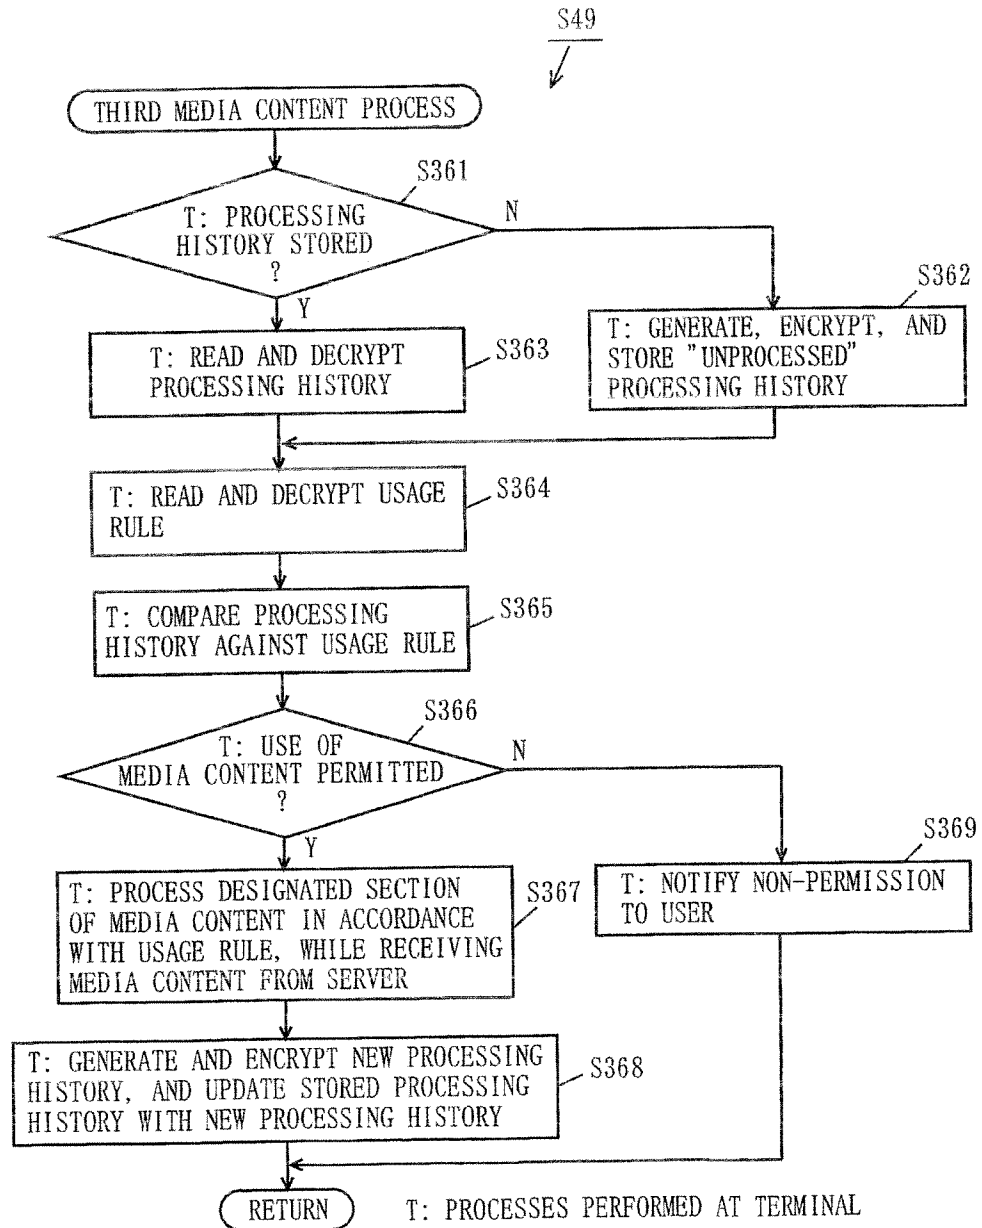 S49
THIRD MEDIA CONTENT PROCESS
S361
T: PROCESSING
HISTORY STORED
?
N
Y
S362
T: GENERATE, ENCRYPT, AND
STORE "UNPROCESSED"
PROCESSING HISTORY
S363
T: READ AND DECRYPT
PROCESSING HISTORY
S364
T: READ AND DECRYPT USAGE
RULE
S365
T: COMPARE PROCESSING
HISTORY AGAINST USAGE RULE
S366
T: USE OF
MEDIA CONTENT PERMITTED
?
N
Y
S369
T: NOTIFY NON-PERMISSION
TO USER
S367
T: PROCESS DESIGNATED SECTION
OF MEDIA CONTENT IN ACCORDANCE
WITH USAGE RULE, WHILE RECEIVING
MEDIA CONTENT FROM SERVER
S368
T: GENERATE AND ENCRYPT NEW PROCESSING
HISTORY, AND UPDATE STORED PROCESSING
HISTORY WITH NEW PROCESSING HISTORY
RETURN
T: PROCESSES PERFORMED AT TERMINAL